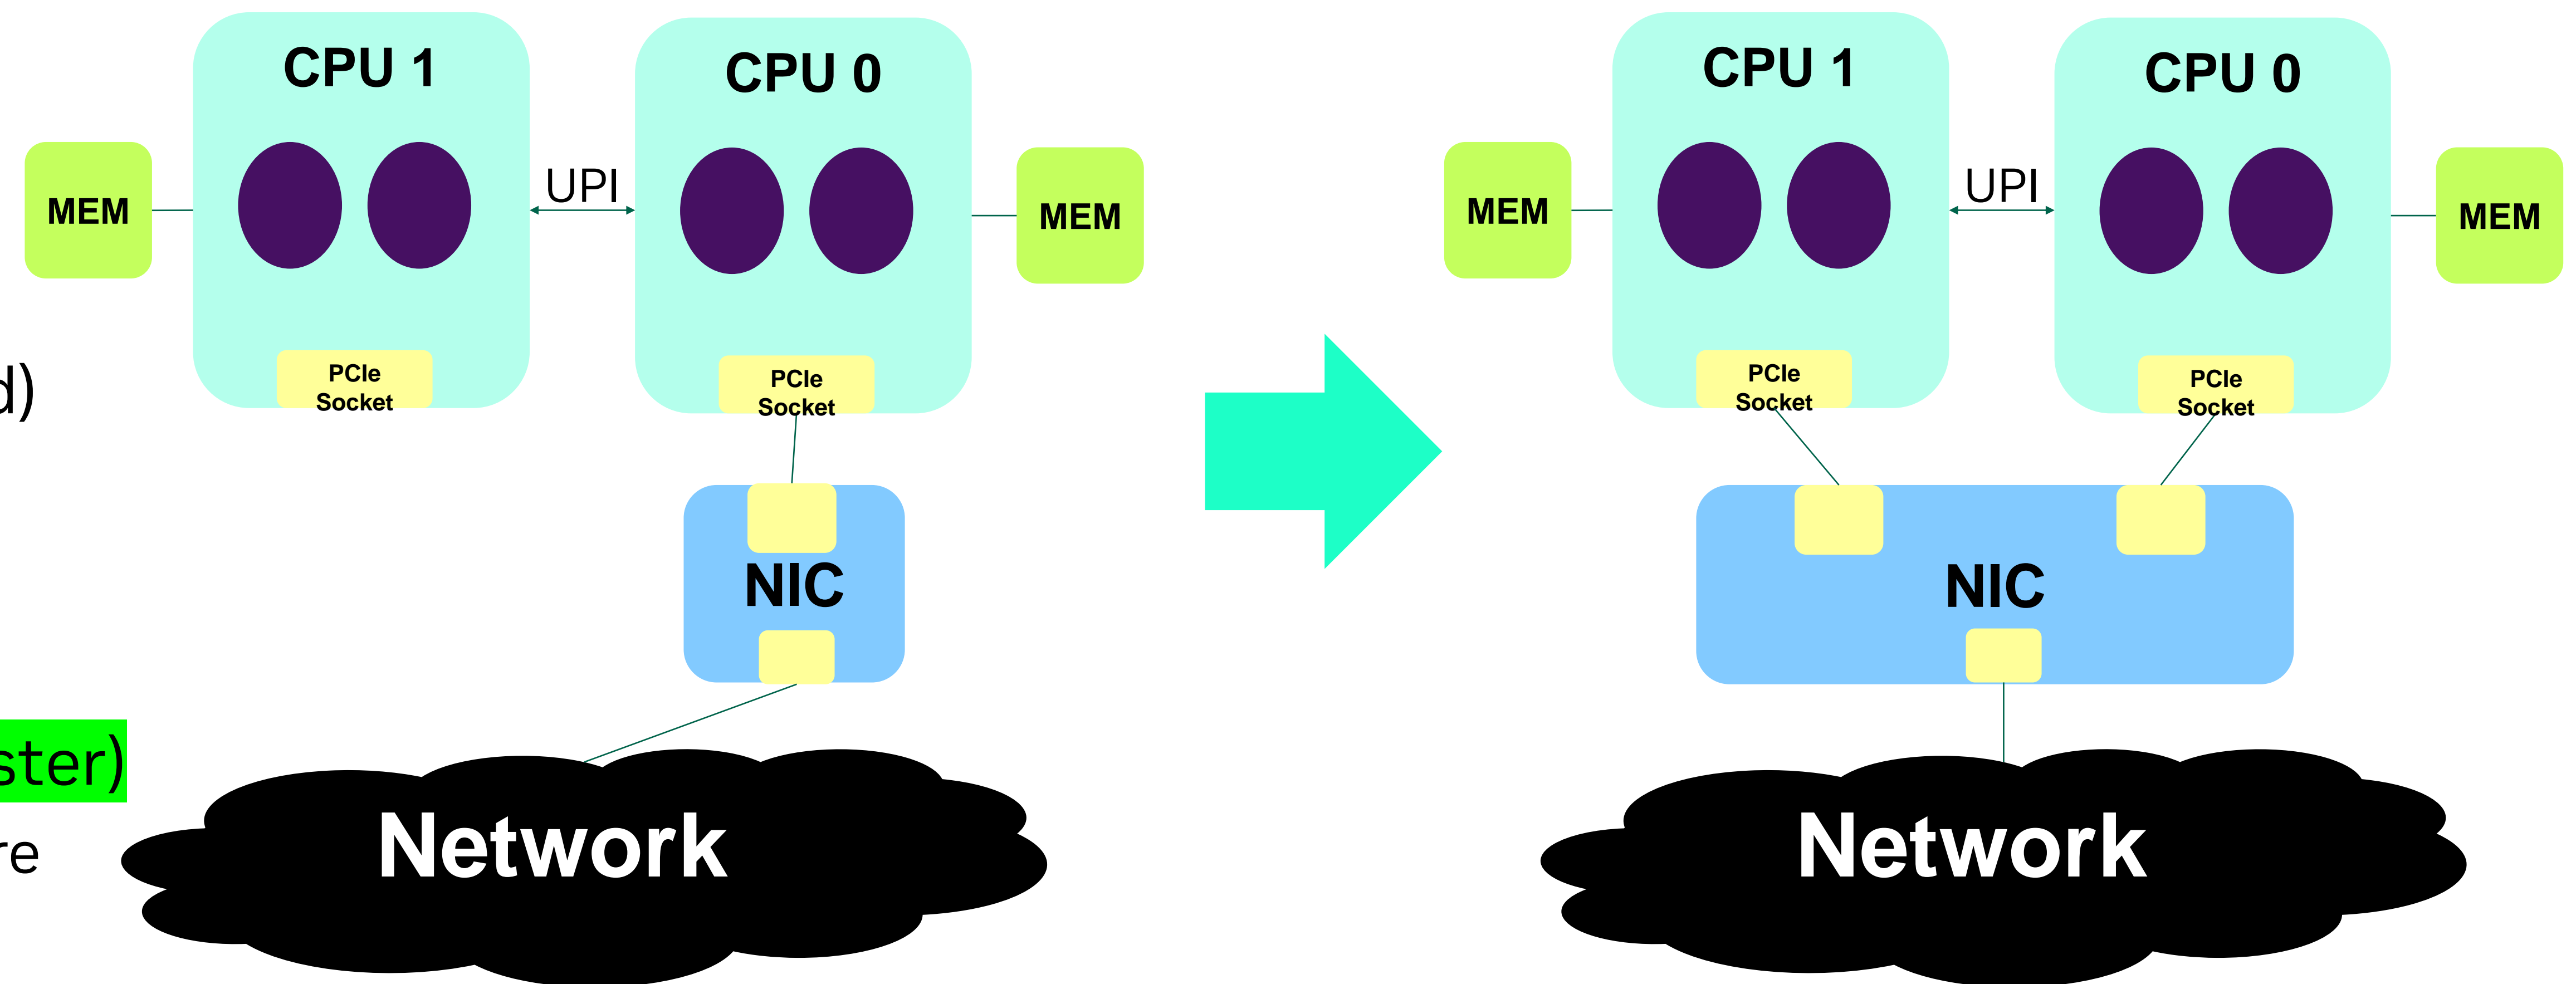 CPU 1
CPU 0
UPI
MEM
MEM
PCIe
Socket
PCIe
Socket
NIC
Network
d)
ster)
re
CPU 1
CPU 0
UPI
MEM
MEM
PCIe
Socket
PCIe
Socket
NIC
Network